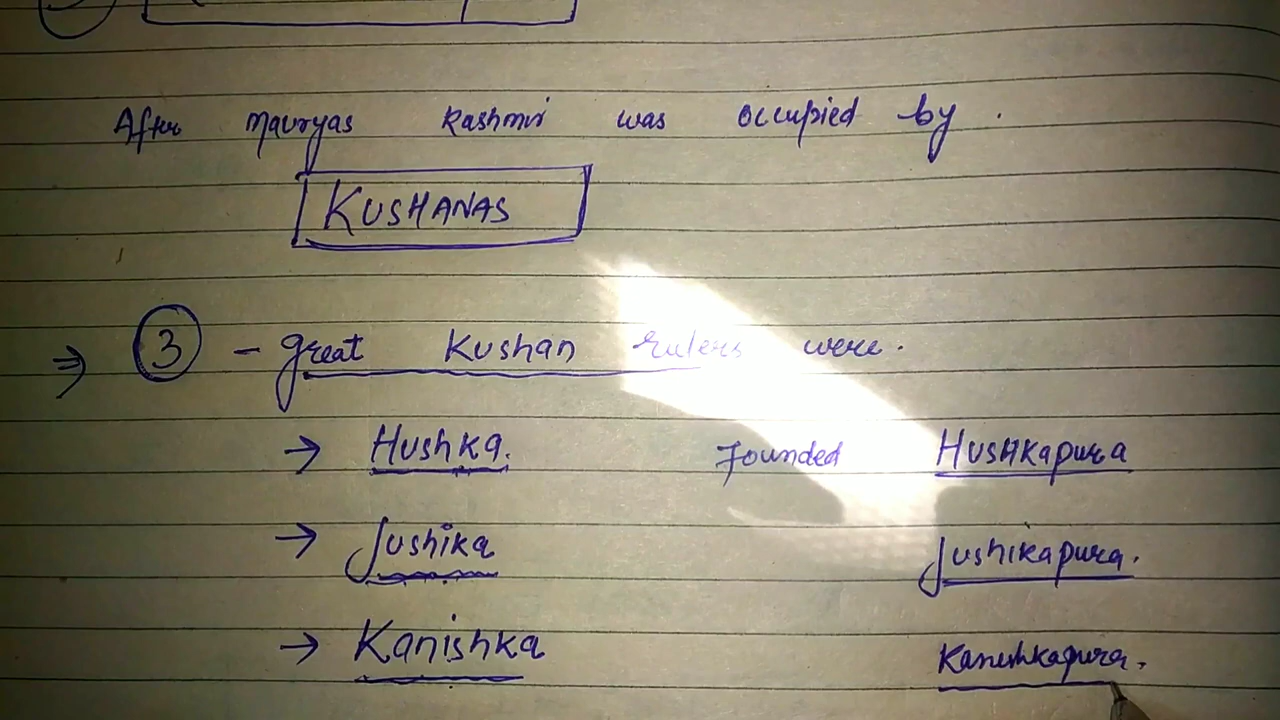 After mauryas Kashmir was occupied by.
KUSHANAS
⇒ 3 - great Kushan rulers were.
→ Hushka. Founded Hushkapura
→ Jushika Jushikapura.
→ Kanishka Kanishkapura.